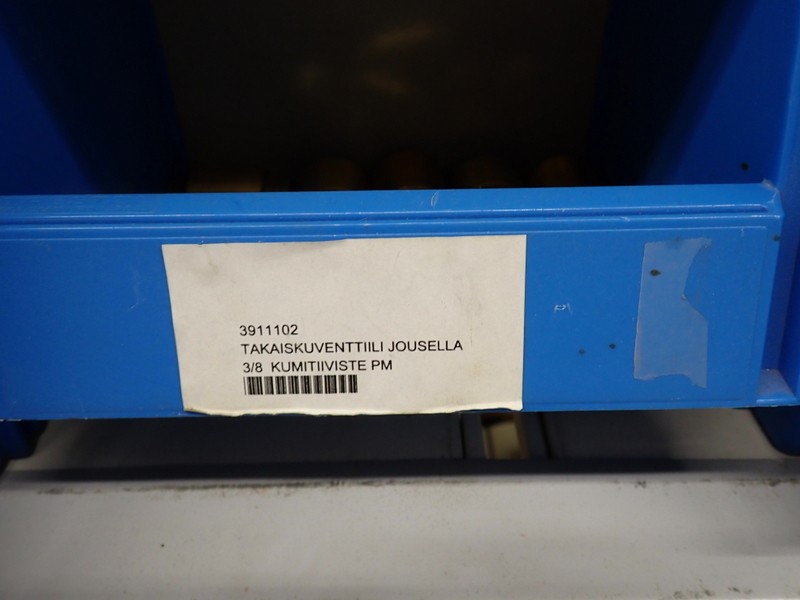 3911102
TAKAISKUVENTTIILI JOUSELLA
3/8 KUMITIIVISTE PM